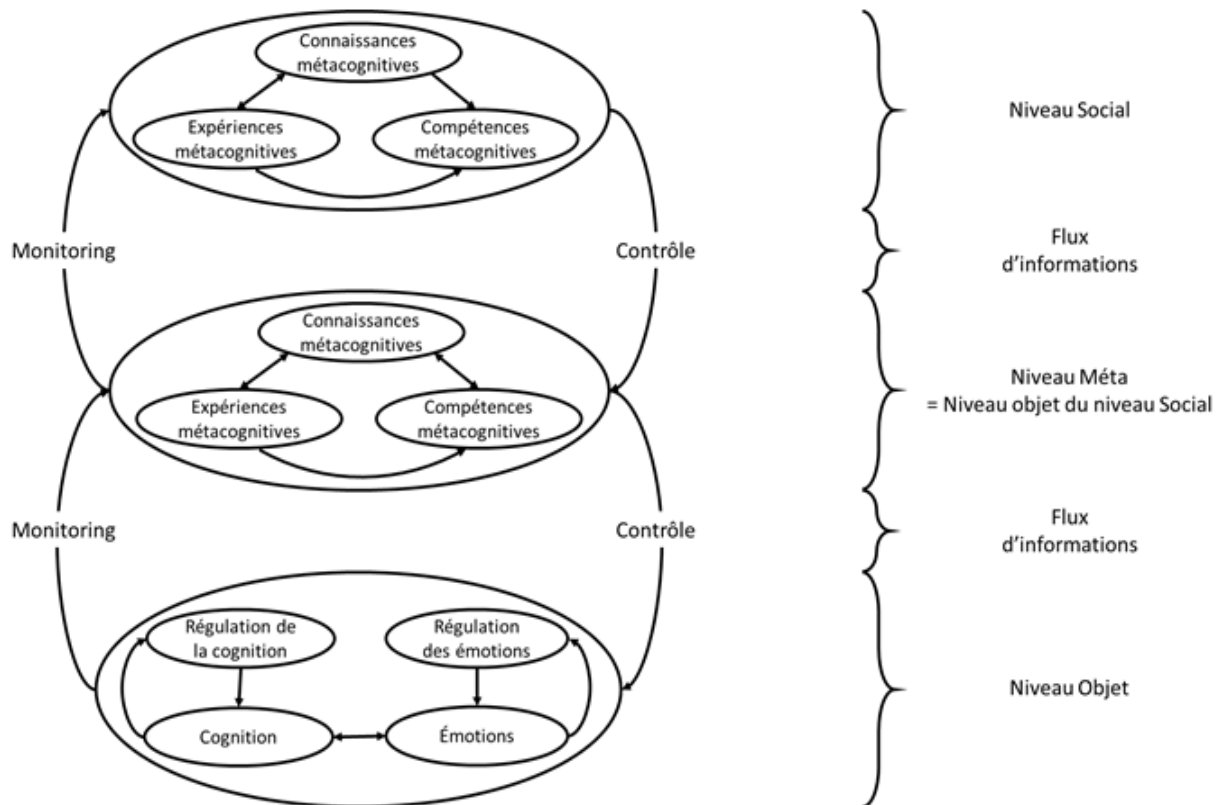 Connaissances
métacognitives
Expériences
métacognitives
Compétences
métacognitives
Niveau Social
Monitoring
Contrôle
Flux
d'informations
Connaissances
métacognitives
Expériences
métacognitives
Compétences
métacognitives
Niveau Méta
= Niveau objet du niveau Social
Monitoring
Contrôle
Flux
d'informations
Régulation de
la cognition
Régulation
des émotions
Cognition
Émotions
Niveau Objet